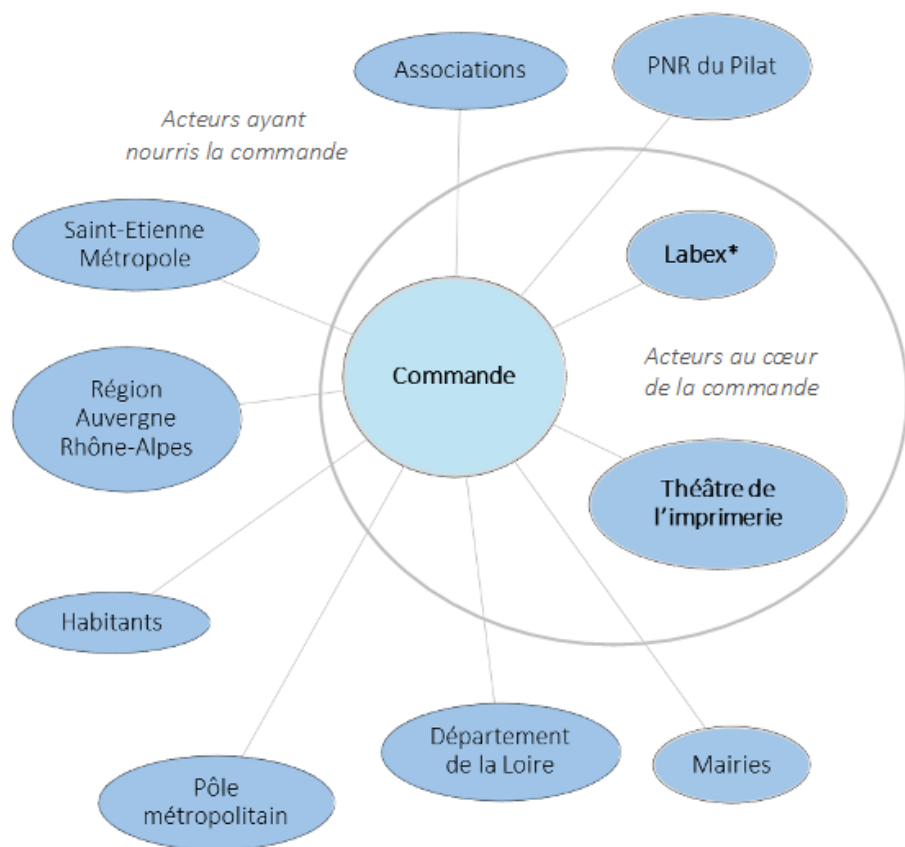 Associations
PNR du Pilat
Acteurs ayant
nourris la commande
Saint-Etienne
Métropole
Labex*
Commande
Acteurs au cœur
de la commande
Région
Auvergne
Rhône-Alpes
Théâtre de
l'imprimerie
Habitants
Département
de la Loire
Mairies
Pôle
métropolitain